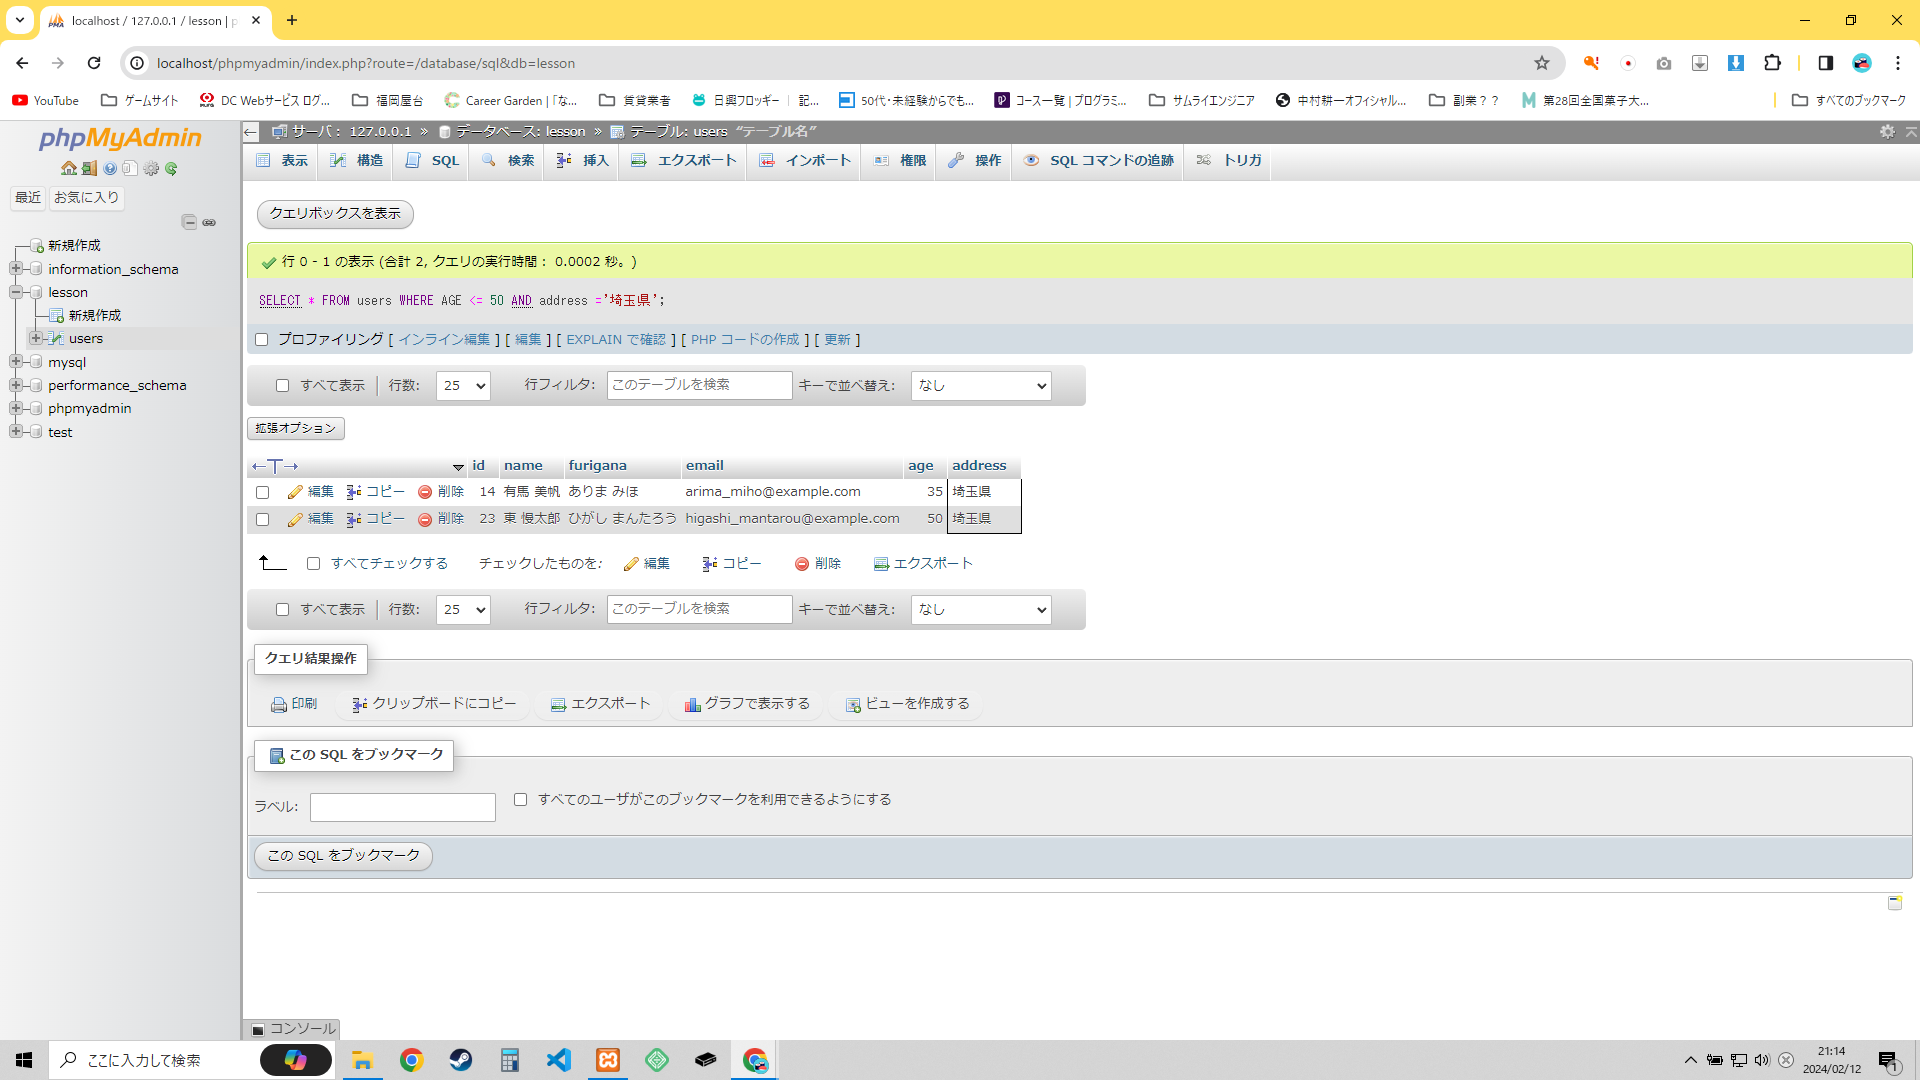 localhost / 127.0.0.1 / lesson | p
localhost/phpmyadmin/index.php?route=/database/sql&db=lesson
YouTube ゲームサイト DC Webサービス ログ... 福岡屋台 Career Garden |「な... 賃貸業者 日興フロッギー | 記... 50代・未経験からでも... コース一覧 | プログラミ... サムライエンジニア 中村耕一オフィシャル... 副業？？ 第28回全国菓子大... すべてのブックマーク
phpMyAdmin
最近 お気に入り
新規作成
information_schema
lesson
新規作成
users
mysql
performance_schema
phpmyadmin
test
サーバ: 127.0.0.1 » データベース: lesson » テーブル: users "テーブル名"
表示 構造 SQL 検索 挿入 エクスポート インポート 権限 操作 SQL コマンドの追跡 トリガ
クエリボックスを表示
行 0 - 1 の表示 (合計 2, クエリの実行時間： 0.0002 秒。)
SELECT * FROM users WHERE AGE <= 50 AND address ='埼玉県';
プロファイリング [ インライン編集 ] [ 編集 ] [ EXPLAIN で確認 ] [ PHP コードの作成 ] [ 更新 ]
すべて表示 行数: 25 行フィルタ: このテーブルを検索 キーで並べ替え: なし
拡張オプション
←T→ id name furigana email age address
編集 コピー 削除 14 有馬 美帆 ありま みほ arima_miho@example.com 35 埼玉県
編集 コピー 削除 23 東 慢太郎 ひがし まんたろう higashi_mantarou@example.com 50 埼玉県
すべてチェックする チェックしたものを: 編集 コピー 削除 エクスポート
すべて表示 行数: 25 行フィルタ: このテーブルを検索 キーで並べ替え: なし
クエリ結果操作
印刷 クリップボードにコピー エクスポート グラフで表示する ビューを作成する
この SQL をブックマーク
ラベル: すべてのユーザがこのブックマークを利用できるようにする
この SQL をブックマーク
コンソール
ここに入力して検索
21:14
2024/02/12
1